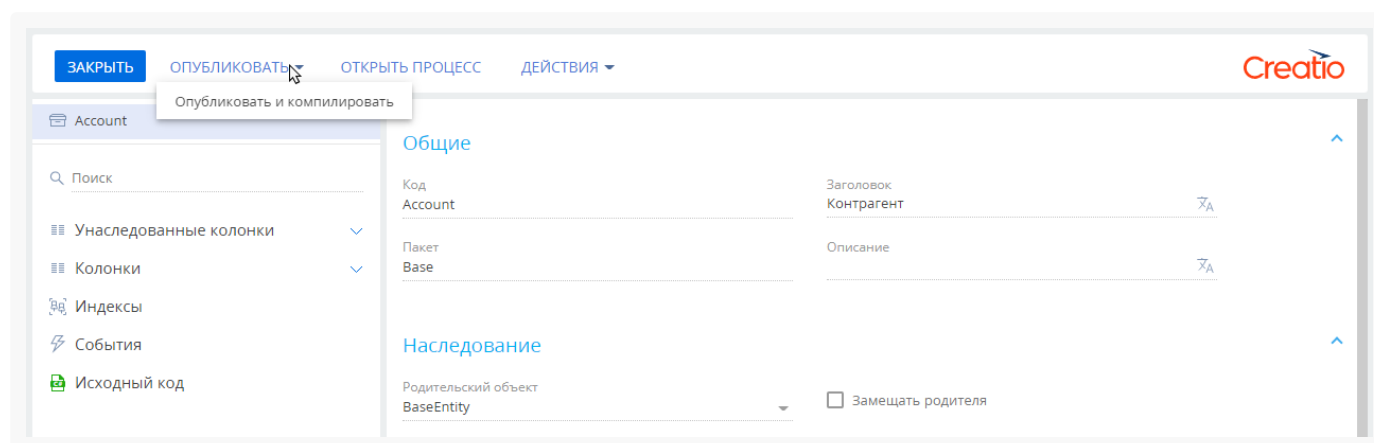 ЗАКРЫТЬ ОПУБЛИКОВАТЬ ОТКРЫТЬ ПРОЦЕСС ДЕЙСТВИЯ Creatio
Опубликовать и компилировать
Account
Общие
Поиск
Код Заголовок
Account Контрагент
Унаследованные колонки
Пакет Описание
Колонки Base
Индексы
События
Наследование
Исходный код
Родительский объект
BaseEntity Замещать родителя